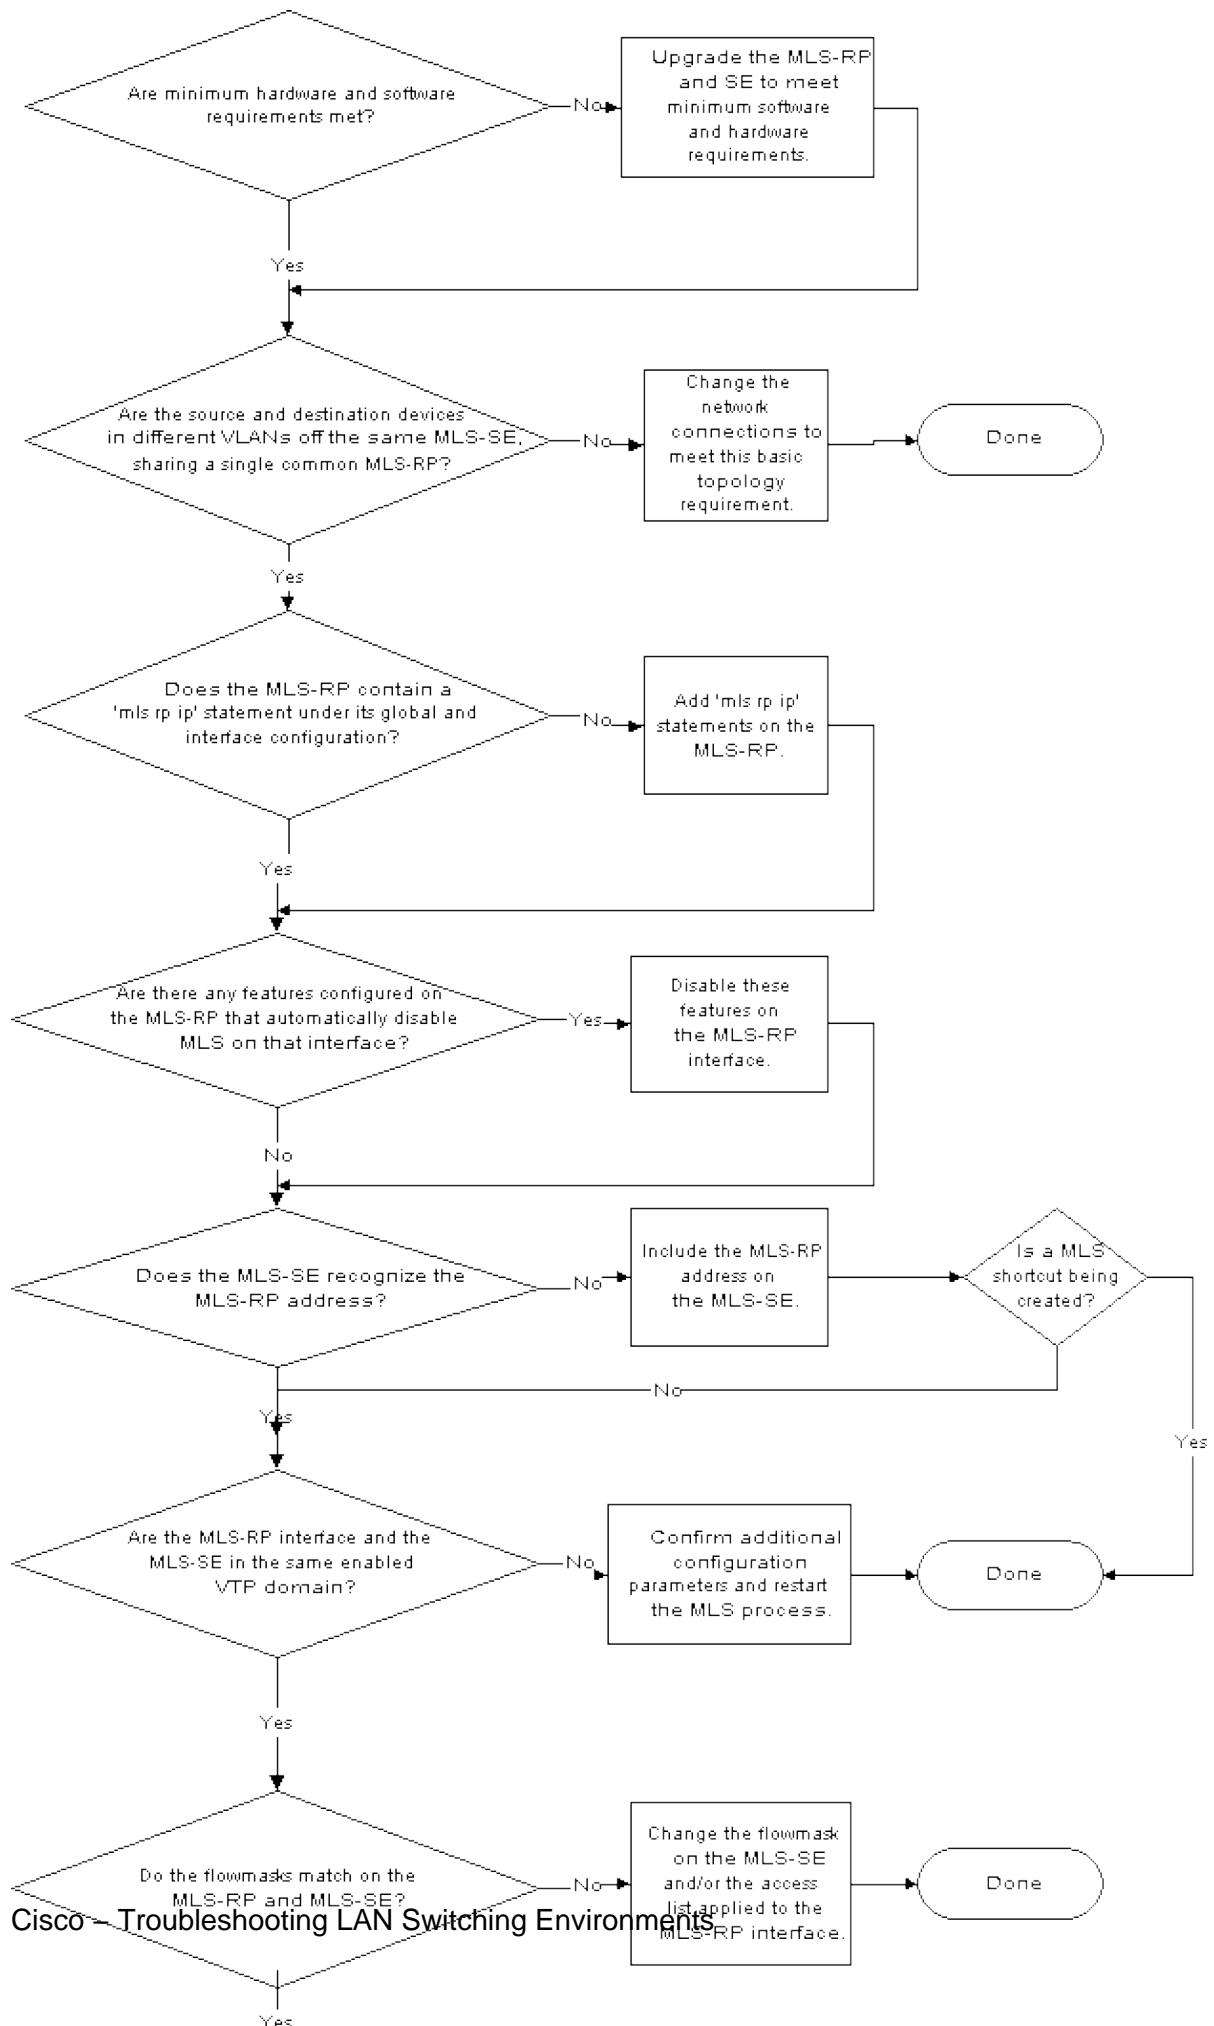 Are minimum hardware and software
requirements met?
No
Upgrade the MLS-RP
and SE to meet
minimum software
and hardware
requirements.
Yes
Are the source and destination devices
in different VLANs off the same MLS-SE,
sharing a single common MLS-RP?
No
Change the
network
connections to
meet this basic
topology
requirement.
Done
Yes
Does the MLS-RP contain a
'mls rp ip' statement under its global and
interface configuration?
No
Add 'mls rp ip'
statements on the
MLS-RP.
Yes
Are there any features configured on
the MLS-RP that automatically disable
MLS on that interface?
Yes
Disable these
features on
the MLS-RP
interface.
No
Does the MLS-SE recognize the
MLS-RP address?
No
Include the MLS-RP
address on
the MLS-SE.
Is a MLS
shortcut being
created?
No
Yes
Yes
Are the MLS-RP interface and the
MLS-SE in the same enabled
VTP domain?
No
Confirm additional
configuration
parameters and restart
the MLS process.
Done
Yes
Do the flowmasks match on the
MLS-RP and MLS-SE?
No
Change the flowmask
on the MLS-SE
and/or the access
list applied to the
MLS-RP interface.
Done
Cisco – Troubleshooting LAN Switching Environments
Yes